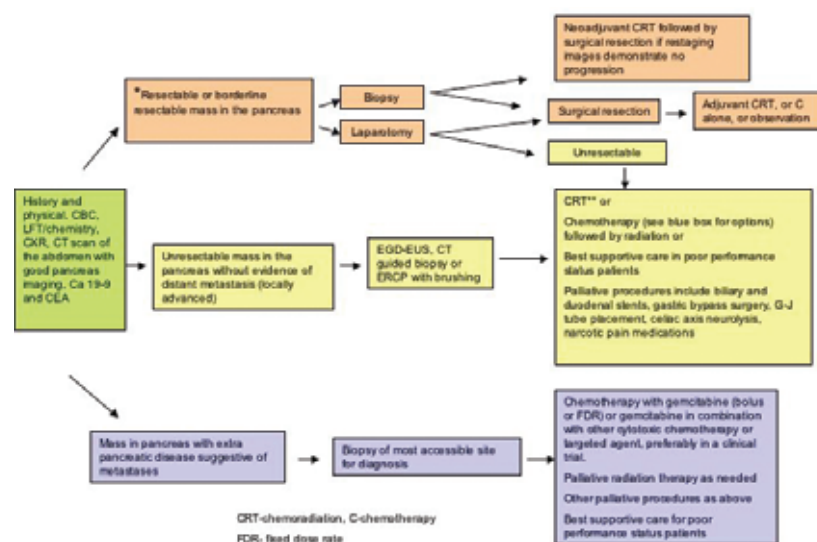 Neoadjuvant CRT followed by
surgical resection if restaging
images demonstrate no
progression
*Resectable or borderline
resectable mass in the pancreas
Biopsy
Laparotomy
Surgical resection
Adjuvant CRT, or C
alone, or observation
Unresectable
History and
physical. CBC,
LFT/chemistry,
CXR, CT scan of
the abdomen with
good pancreas
imaging, Ca 19-9
and CEA
Unresectable mass in the
pancreas without evidence of
distant metastasis (locally
advanced)
EGD-EUS, CT
guided biopsy or
ERCP with brushing
CRT** or
Chemotherapy (see blue box for options)
followed by radiation or
Best supportive care in poor performance
status patients
Palliative procedures include biliary and
duodenal stents, gastric bypass surgery, G-J
tube placement, celiac axis neurolysis,
narcotic pain medications
Mass in pancreas with extra
pancreatic disease suggestive of
metastases
Biopsy of most accessible site
for diagnosis
Chemotherapy with gemcitabine (bolus
or FDR) or gemcitabine in combination
with other cytotoxic chemotherapy or
targeted agent, preferably in a clinical
trial.
Palliative radiation therapy as needed
Other palliative procedures as above
Best supportive care for poor
performance status patients
CRT-chemoradiation, C-chemotherapy
FDR- fixed dose rate